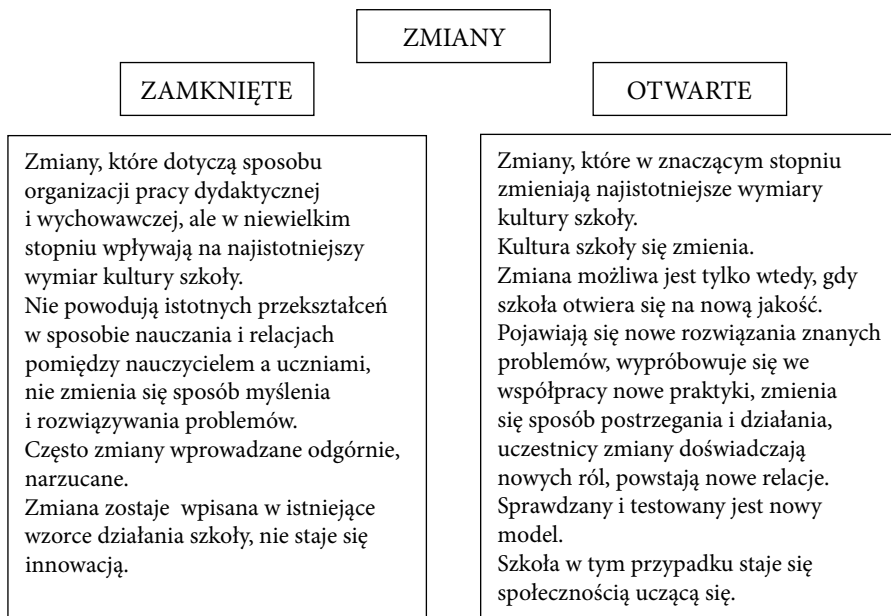 ZMIANY
ZAMKNIĘTE
Zmiany, które dotyczą sposobu
organizacji pracy dydaktycznej
i wychowawczej, ale w niewielkim
stopniu wpływają na najistotniejszy
wymiar kultury szkoły.
Nie powodują istotnych przekształceń
w sposobie nauczania i relacjach
pomiędzy nauczycielem a uczniami,
nie zmienia się sposób myślenia
i rozwiązywania problemów.
Często zmiany wprowadzane odgórnie,
narzucane.
Zmiana zostaje wpisana w istniejące
wzorce działania szkoły, nie staje się
innowacją.
OTWARTE
Zmiany, które w znaczącym stopniu
zmieniają najistotniejsze wymiary
kultury szkoły.
Kultura szkoły się zmienia.
Zmiana możliwa jest tylko wtedy, gdy
szkoła otwiera się na nową jakość.
Pojawiają się nowe rozwiązania znanych
problemów, wypróbowuje się we
współpracy nowe praktyki, zmienia
się sposób postrzegania i działania,
uczestnicy zmiany doświadczają
nowych ról, powstają nowe relacje.
Sprawdzany i testowany jest nowy
model.
Szkoła w tym przypadku staje się
społecznością uczącą się.